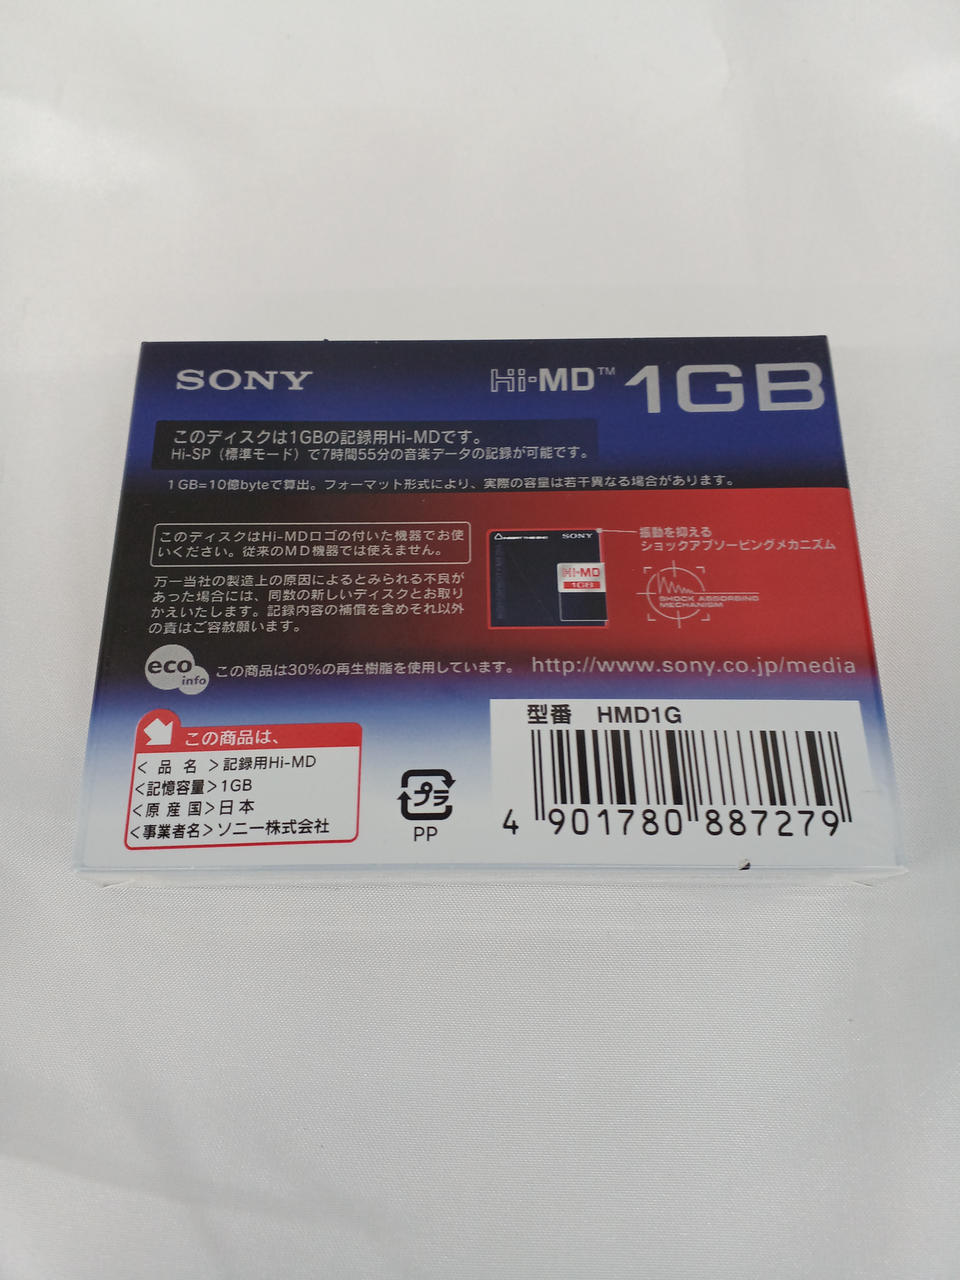 SONY
Hi-MD™ 1GB
このディスクは1GBの記録用Hi-MDです。
Hi-SP（標準モード）で7時間55分の音楽データの記録が可能です。
1GB=10億byteで算出。フォーマット形式により、実際の容量は若干異なる場合があります。
このディスクはHi-MDロゴの付いた機器でお使
いください。従来のMD機器では使えません。
万一当社の製造上の原因によるとみられる不良が
あった場合には、同数の新しいディスクとお取り
かえいたします。記録内容の補償を含めそれ以外
の責はご容赦願います。
INSERT THIS END
SONY
Hi-MD
1GB
振動を抑える
ショックアブソービングメカニズム
SHOCK ABSORBING
MECHANISM
eco
info
この商品は30%の再生樹脂を使用しています。
http://www.sony.co.jp/media
この商品は、
＜品名＞記録用Hi-MD
＜記憶容量＞1GB
＜原産国＞日本
＜事業者名＞ソニー株式会社
プラ
PP
型番 HMD1G
4 901780 887279